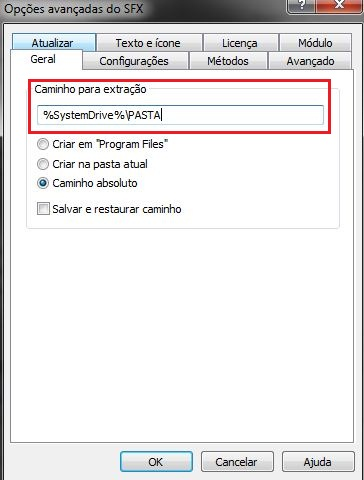 Opções avançadas do SFX
?
Atualizar Texto e ícone Licença Módulo
Geral Configurações Métodos Avançado
Caminho para extração
%SystemDrive%\PASTA
Criar em "Program Files"
Criar na pasta atual
Caminho absoluto
Salvar e restaurar caminho
OK Cancelar Ajuda